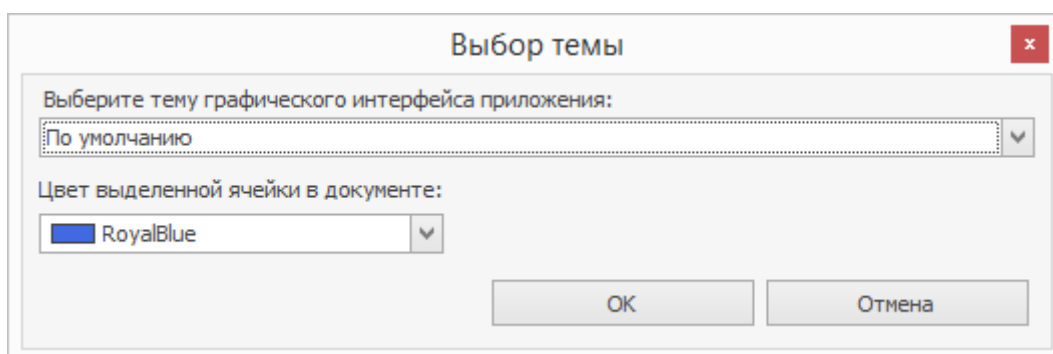 Выбор темы
x
Выберите тему графического интерфейса приложения:
По умолчанию
Цвет выделенной ячейки в документе:
RoyalBlue
OK Отмена